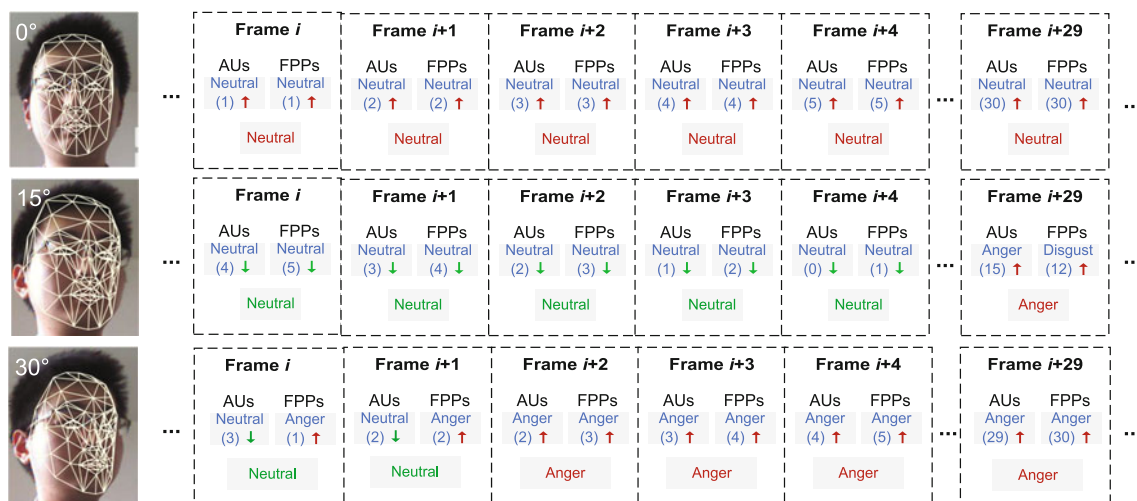 0°
Frame i Frame i+1 Frame i+2 Frame i+3 Frame i+4 Frame i+29
AUs FPPs AUs FPPs AUs FPPs AUs FPPs AUs FPPs AUs FPPs
Neutral Neutral Neutral Neutral Neutral Neutral Neutral Neutral Neutral Neutral Neutral Neutral
... (1) ↑ (1) ↑ (2) ↑ (2) ↑ (3) ↑ (3) ↑ (4) ↑ (4) ↑ (5) ↑ (5) ↑ ... (30) ↑ (30) ↑ ..
Neutral Neutral Neutral Neutral Neutral Neutral
15°
Frame i Frame i+1 Frame i+2 Frame i+3 Frame i+4 Frame i+29
AUs FPPs AUs FPPs AUs FPPs AUs FPPs AUs FPPs AUs FPPs
Neutral Neutral Neutral Neutral Neutral Neutral Neutral Neutral Neutral Neutral Anger Disgust
... (4) ↓ (5) ↓ (3) ↓ (4) ↓ (2) ↓ (3) ↓ (1) ↓ (2) ↓ (0) ↓ (1) ↓ ... (15) ↑ (12) ↑ ..
Neutral Neutral Neutral Neutral Neutral Anger
30°
Frame i Frame i+1 Frame i+2 Frame i+3 Frame i+4 Frame i+29
AUs FPPs AUs FPPs AUs FPPs AUs FPPs AUs FPPs AUs FPPs
Neutral Anger Neutral Anger Anger Anger Anger Anger Anger Anger Anger Anger
... (3) ↓ (1) ↑ (2) ↓ (2) ↑ (2) ↑ (3) ↑ (3) ↑ (4) ↑ (4) ↑ (5) ↑ ... (29) ↑ (30) ↑ ..
Neutral Neutral Anger Anger Anger Anger